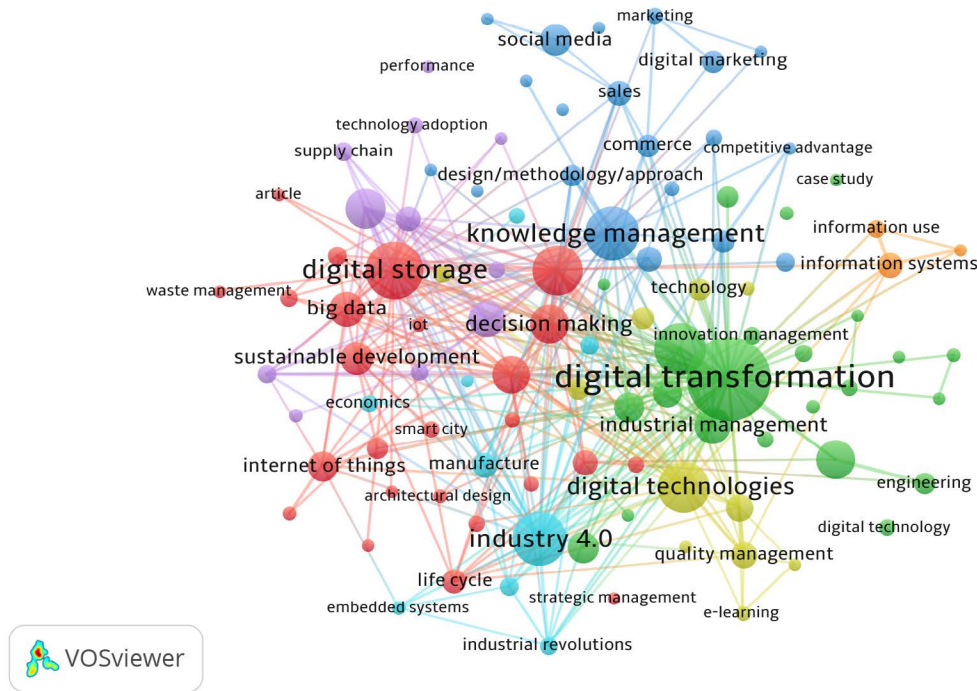 marketing
social media
digital marketing
performance
sales
technology adoption
supply chain
commerce
competitive advantage
design/methodology/approach
case study
article
knowledge management
information use
digital storage
information systems
waste management
technology
big data
iot
decision making
innovation management
sustainable development
digital transformation
economics
smart city
industrial management
internet of things
manufacture
digital technologies
engineering
architectural design
digital technology
industry 4.0
quality management
life cycle
strategic management
embedded systems
e-learning
industrial revolutions
VOSviewer